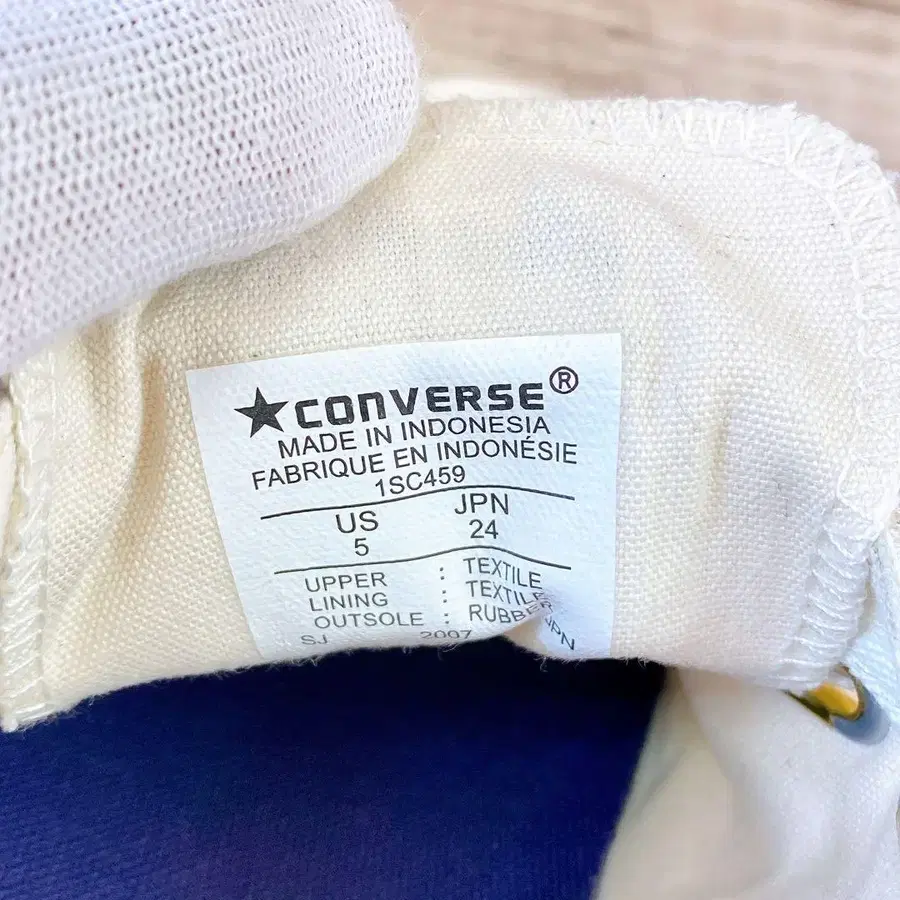 ★CONVERSE®
MADE IN INDONESIA
FABRIQUE EN INDONÉSIE
1SC459
US JPN
5 24
UPPER : TEXTILE
LINING : TEXTILE
OUTSOLE : RUBBER
SJ 2007 JPN